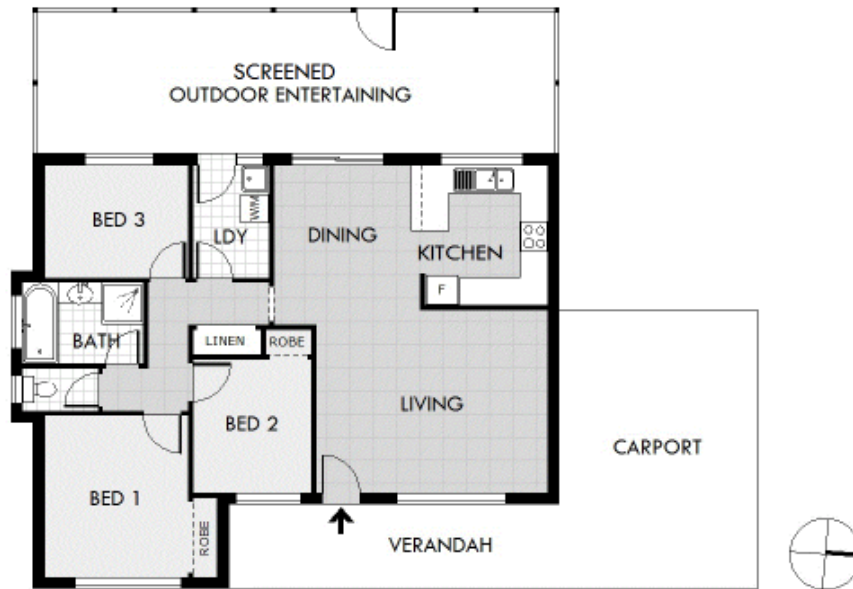 SCREENED
OUTDOOR ENTERTAINING
BED 3
LDY
WM
DINING
KITCHEN
F
BATH
LINEN
ROBE
BED 2
LIVING
CARPORT
BED 1
ROBE
VERANDAH